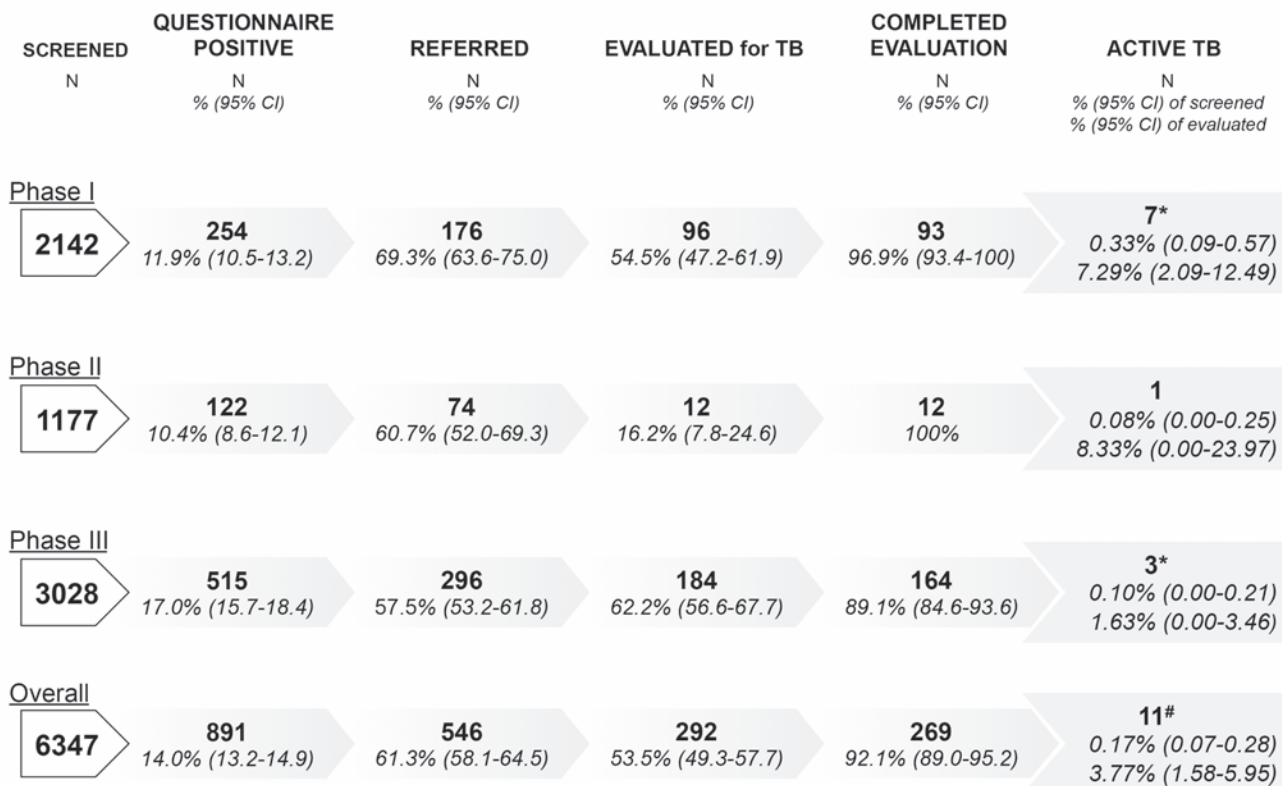 SCREENED
N
QUESTIONNAIRE
POSITIVE
N
% (95% CI)
REFERRED
N
% (95% CI)
EVALUATED for TB
N
% (95% CI)
COMPLETED
EVALUATION
N
% (95% CI)
ACTIVE TB
N
% (95% CI) of screened
% (95% CI) of evaluated
Phase I
2142
254
11.9% (10.5-13.2)
176
69.3% (63.6-75.0)
96
54.5% (47.2-61.9)
93
96.9% (93.4-100)
7*
0.33% (0.09-0.57)
7.29% (2.09-12.49)
Phase II
1177
122
10.4% (8.6-12.1)
74
60.7% (52.0-69.3)
12
16.2% (7.8-24.6)
12
100%
1
0.08% (0.00-0.25)
8.33% (0.00-23.97)
Phase III
3028
515
17.0% (15.7-18.4)
296
57.5% (53.2-61.8)
184
62.2% (56.6-67.7)
164
89.1% (84.6-93.6)
3*
0.10% (0.00-0.21)
1.63% (0.00-3.46)
Overall
6347
891
14.0% (13.2-14.9)
546
61.3% (58.1-64.5)
292
53.5% (49.3-57.7)
269
92.1% (89.0-95.2)
11#
0.17% (0.07-0.28)
3.77% (1.58-5.95)